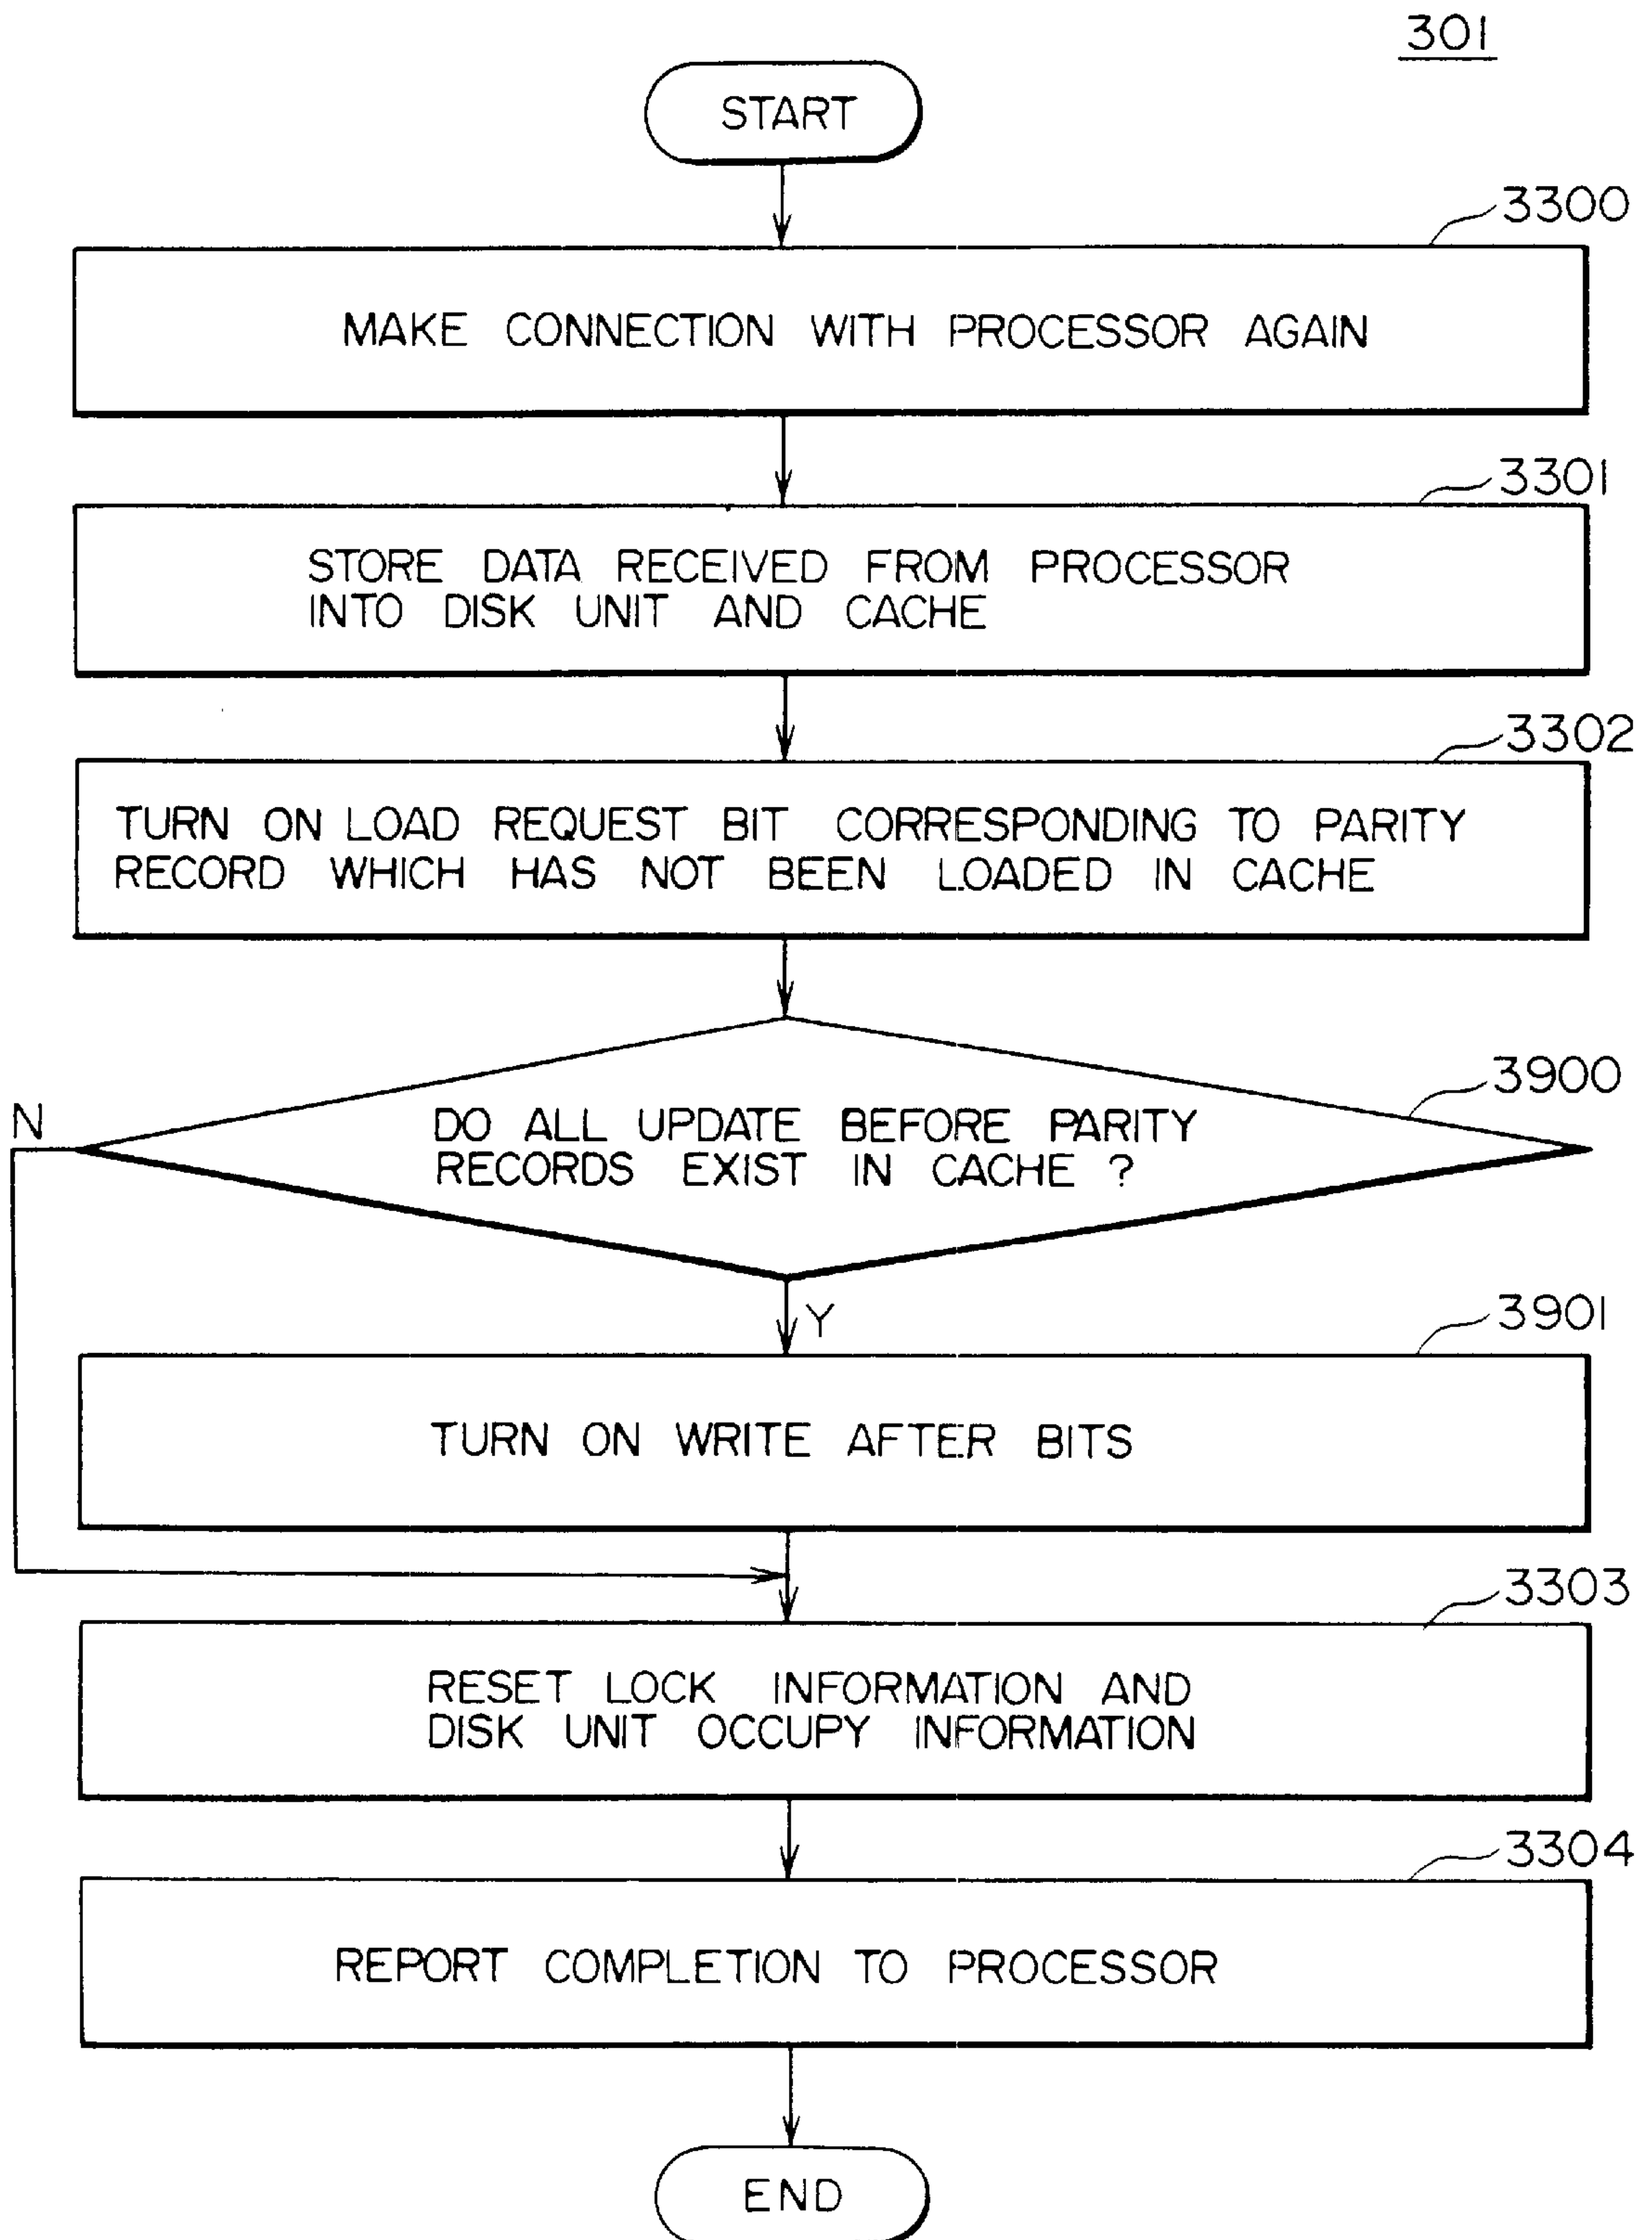 301
START
3300
MAKE CONNECTION WITH PROCESSOR AGAIN
3301
STORE DATA RECEIVED FROM PROCESSOR
INTO DISK UNIT AND CACHE
3302
TURN ON LOAD REQUEST BIT CORRESPONDING TO PARITY
RECORD WHICH HAS NOT BEEN LOADED IN CACHE
3900
N
DO ALL UPDATE BEFORE PARITY
RECORDS EXIST IN CACHE ?
Y
3901
TURN ON WRITE AFTER BITS
3303
RESET LOCK INFORMATION AND
DISK UNIT OCCUPY INFORMATION
3304
REPORT COMPLETION TO PROCESSOR
END